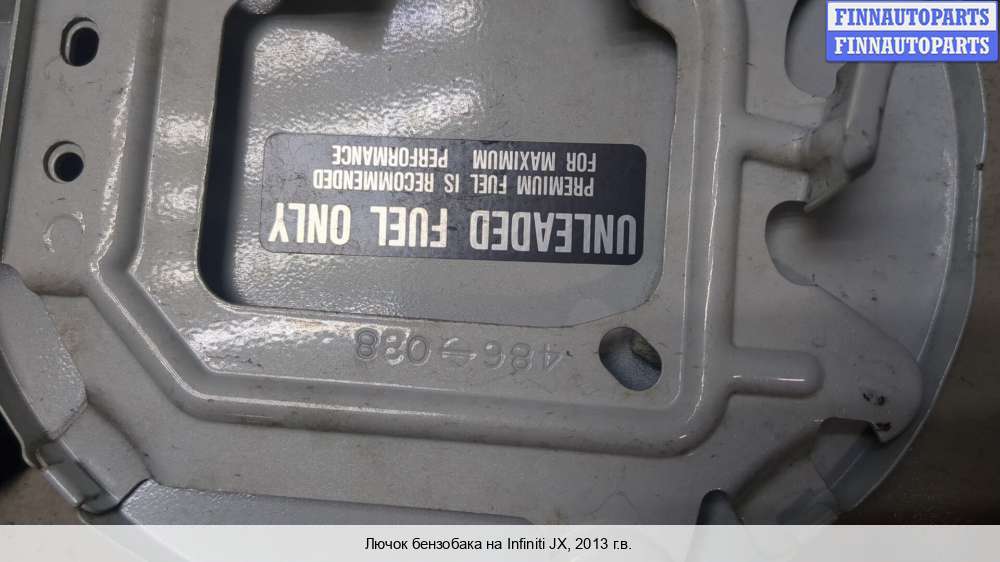 FINNAUTOPARTS
FINNAUTOPARTS
UNLEADED FUEL ONLY
PREMIUM FUEL IS RECOMMENDED
FOR MAXIMUM PERFORMANCE
Лючок бензобака на Infiniti JX, 2013 г.в.